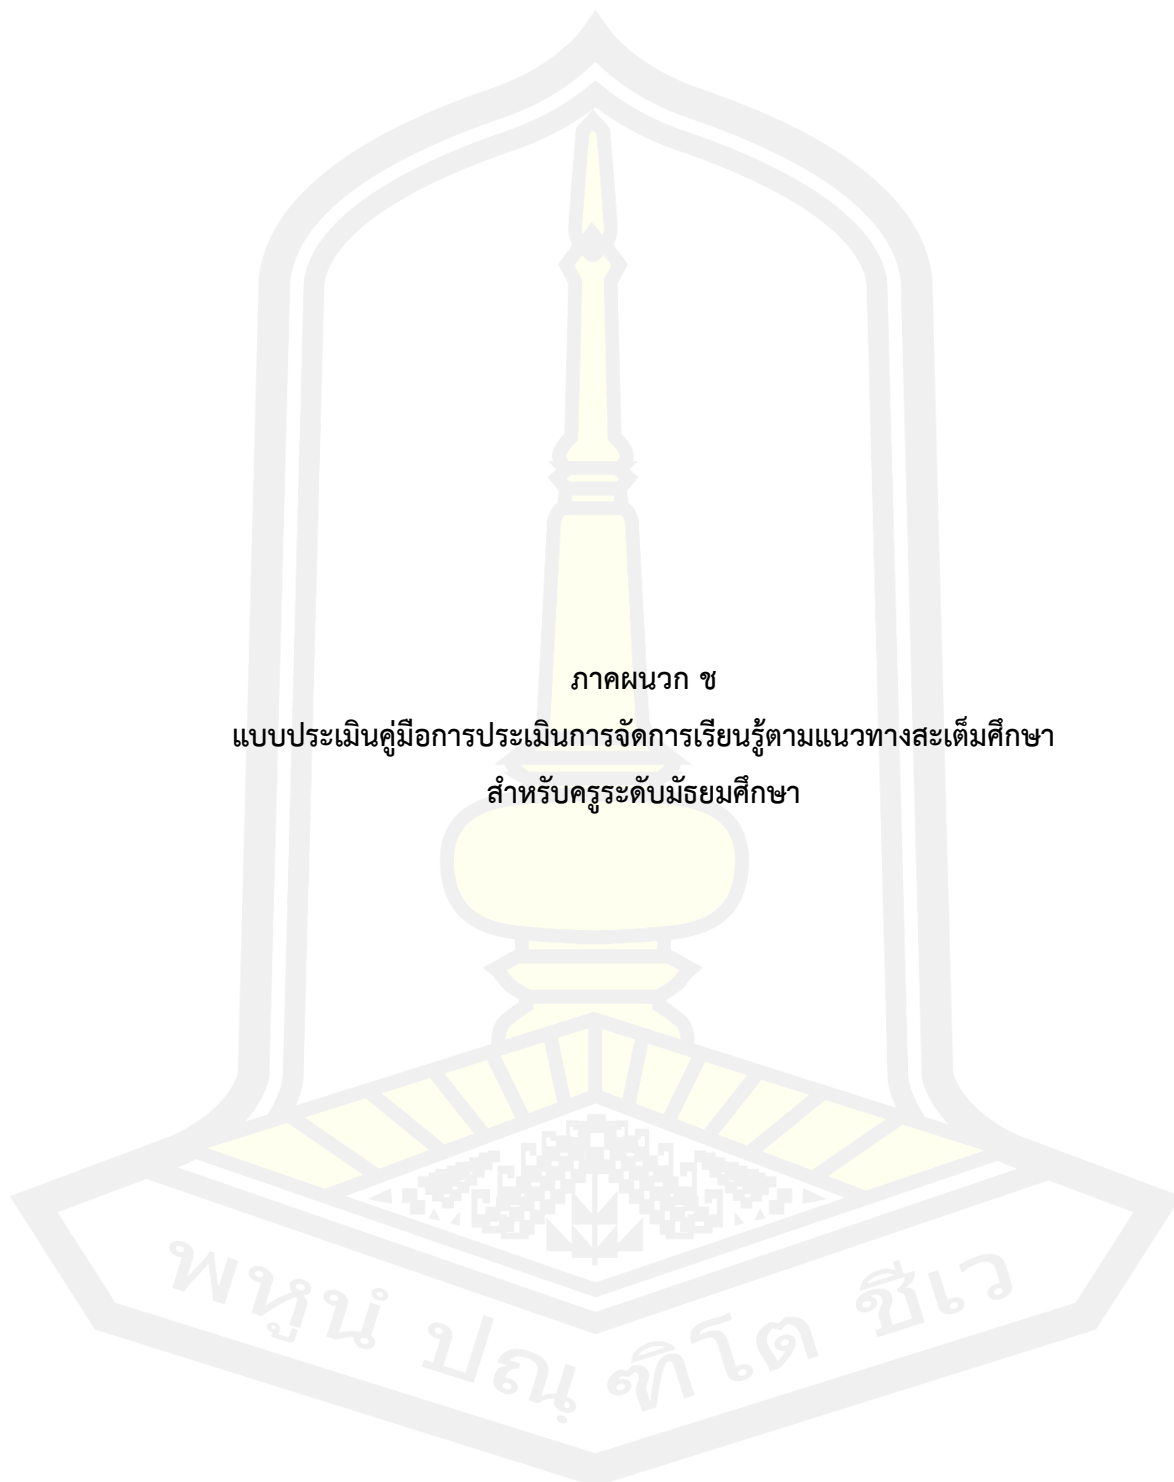 ภาคผนวก ช
แบบประเมินคู่มือการประเมินการจัดการเรียนรู้ตามแนวทางสะเต็มศึกษา
สำหรับครูระดับมัธยมศึกษา
พหูนํ ปณฺฑิโต ชีเว